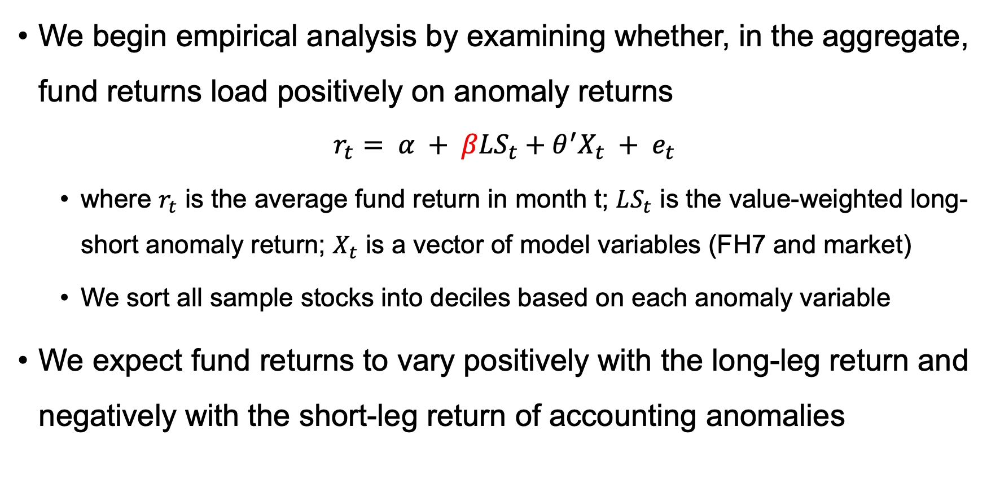 • We begin empirical analysis by examining whether, in the aggregate,
fund returns load positively on anomaly returns
r_t = α + βLS_t + θ′X_t + e_t
• where r_t is the average fund return in month t; LS_t is the value-weighted long-
short anomaly return; X_t is a vector of model variables (FH7 and market)
• We sort all sample stocks into deciles based on each anomaly variable
• We expect fund returns to vary positively with the long-leg return and
negatively with the short-leg return of accounting anomalies